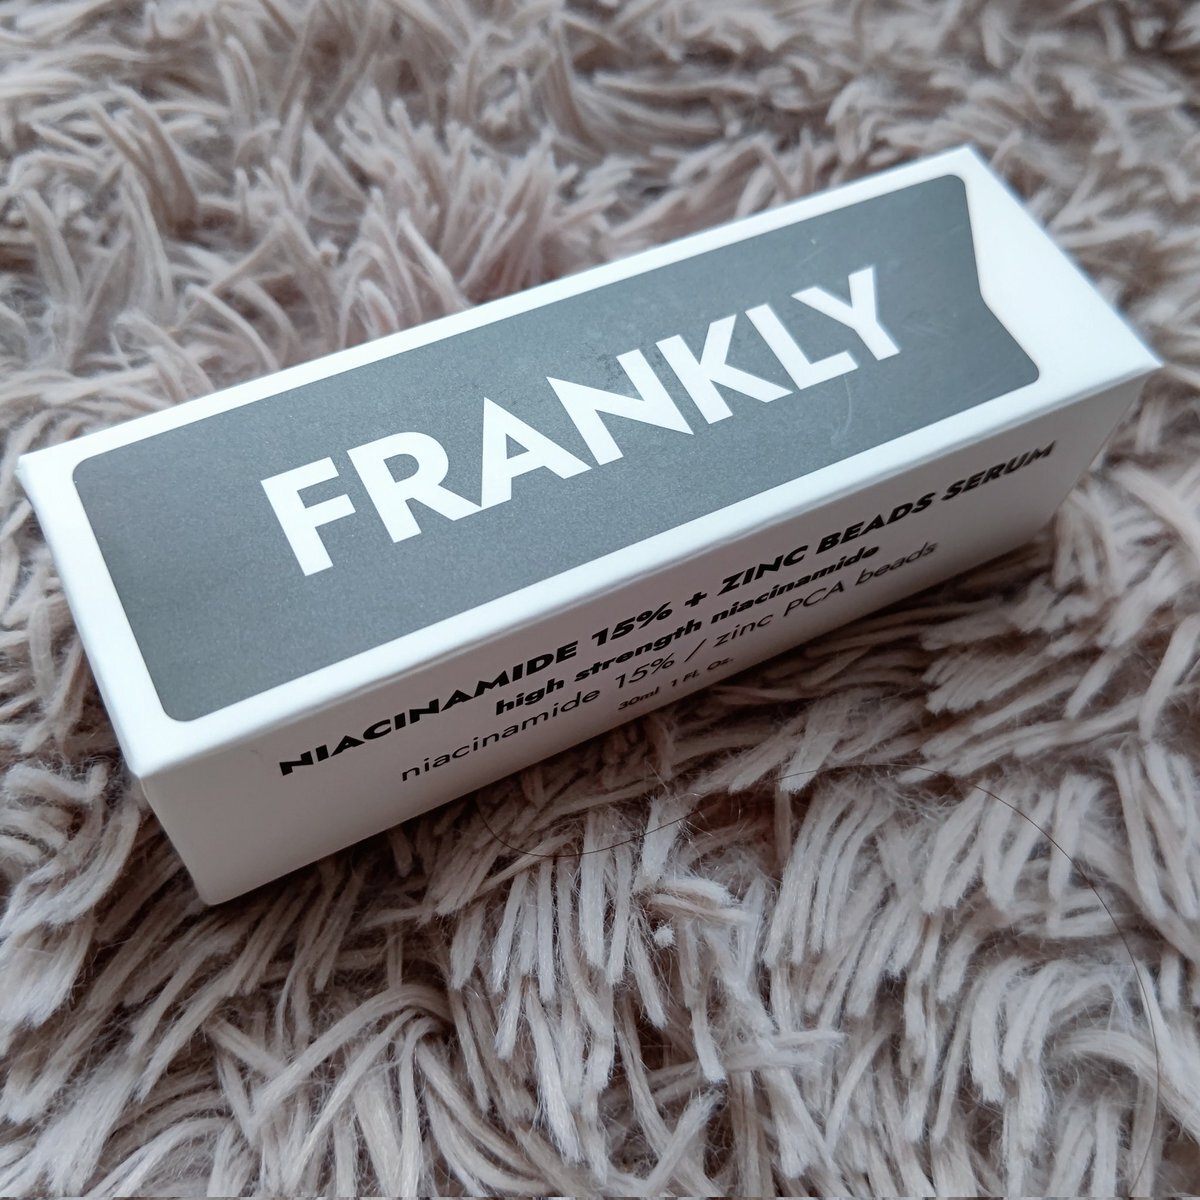 FRANKLY
NIACINAMIDE 15% + ZINC BEADS SERUM
high strength niacinamide
niacinamide 15% / zinc PCA beads
30ml 1 Fl. Oz.